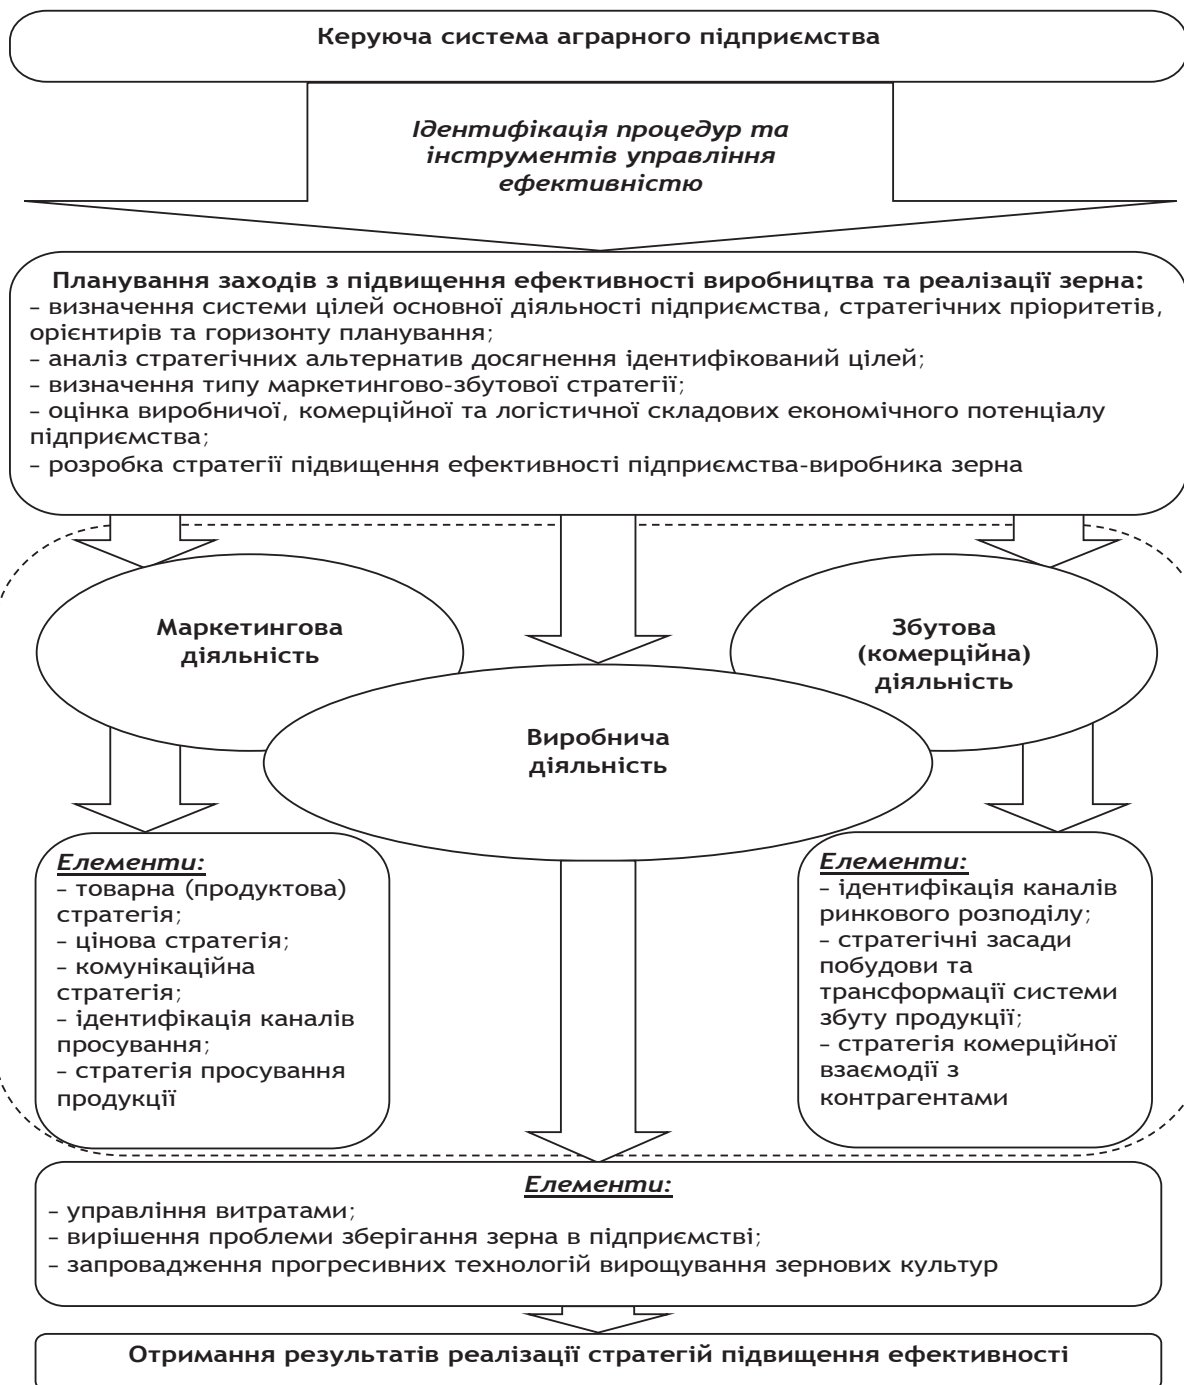 Керуюча система аграрного підприємства
Ідентифікація процедур та
інструментів управління
ефективністю
Планування заходів з підвищення ефективності виробництва та реалізації зерна:
– визначення системи цілей основної діяльності підприємства, стратегічних пріоритетів,
орієнтирів та горизонту планування;
– аналіз стратегічних альтернатив досягнення ідентифікований цілей;
– визначення типу маркетингово-збутової стратегії;
– оцінка виробничої, комерційної та логістичної складових економічного потенціалу
підприємства;
– розробка стратегії підвищення ефективності підприємства-виробника зерна
Маркетингова
діяльність
Збутова
(комерційна)
діяльність
Виробнича
діяльність
Елементи:
– товарна (продуктова)
стратегія;
– цінова стратегія;
– комунікаційна
стратегія;
– ідентифікація каналів
просування;
– стратегія просування
продукції
Елементи:
– ідентифікація каналів
ринкового розподілу;
– стратегічні засади
побудови та
трансформації системи
збуту продукції;
– стратегія комерційної
взаємодії з
контрагентами
Елементи:
– управління витратами;
– вирішення проблеми зберігання зерна в підприємстві;
– запровадження прогресивних технологій вирощування зернових культур
Отримання результатів реалізації стратегій підвищення ефективності